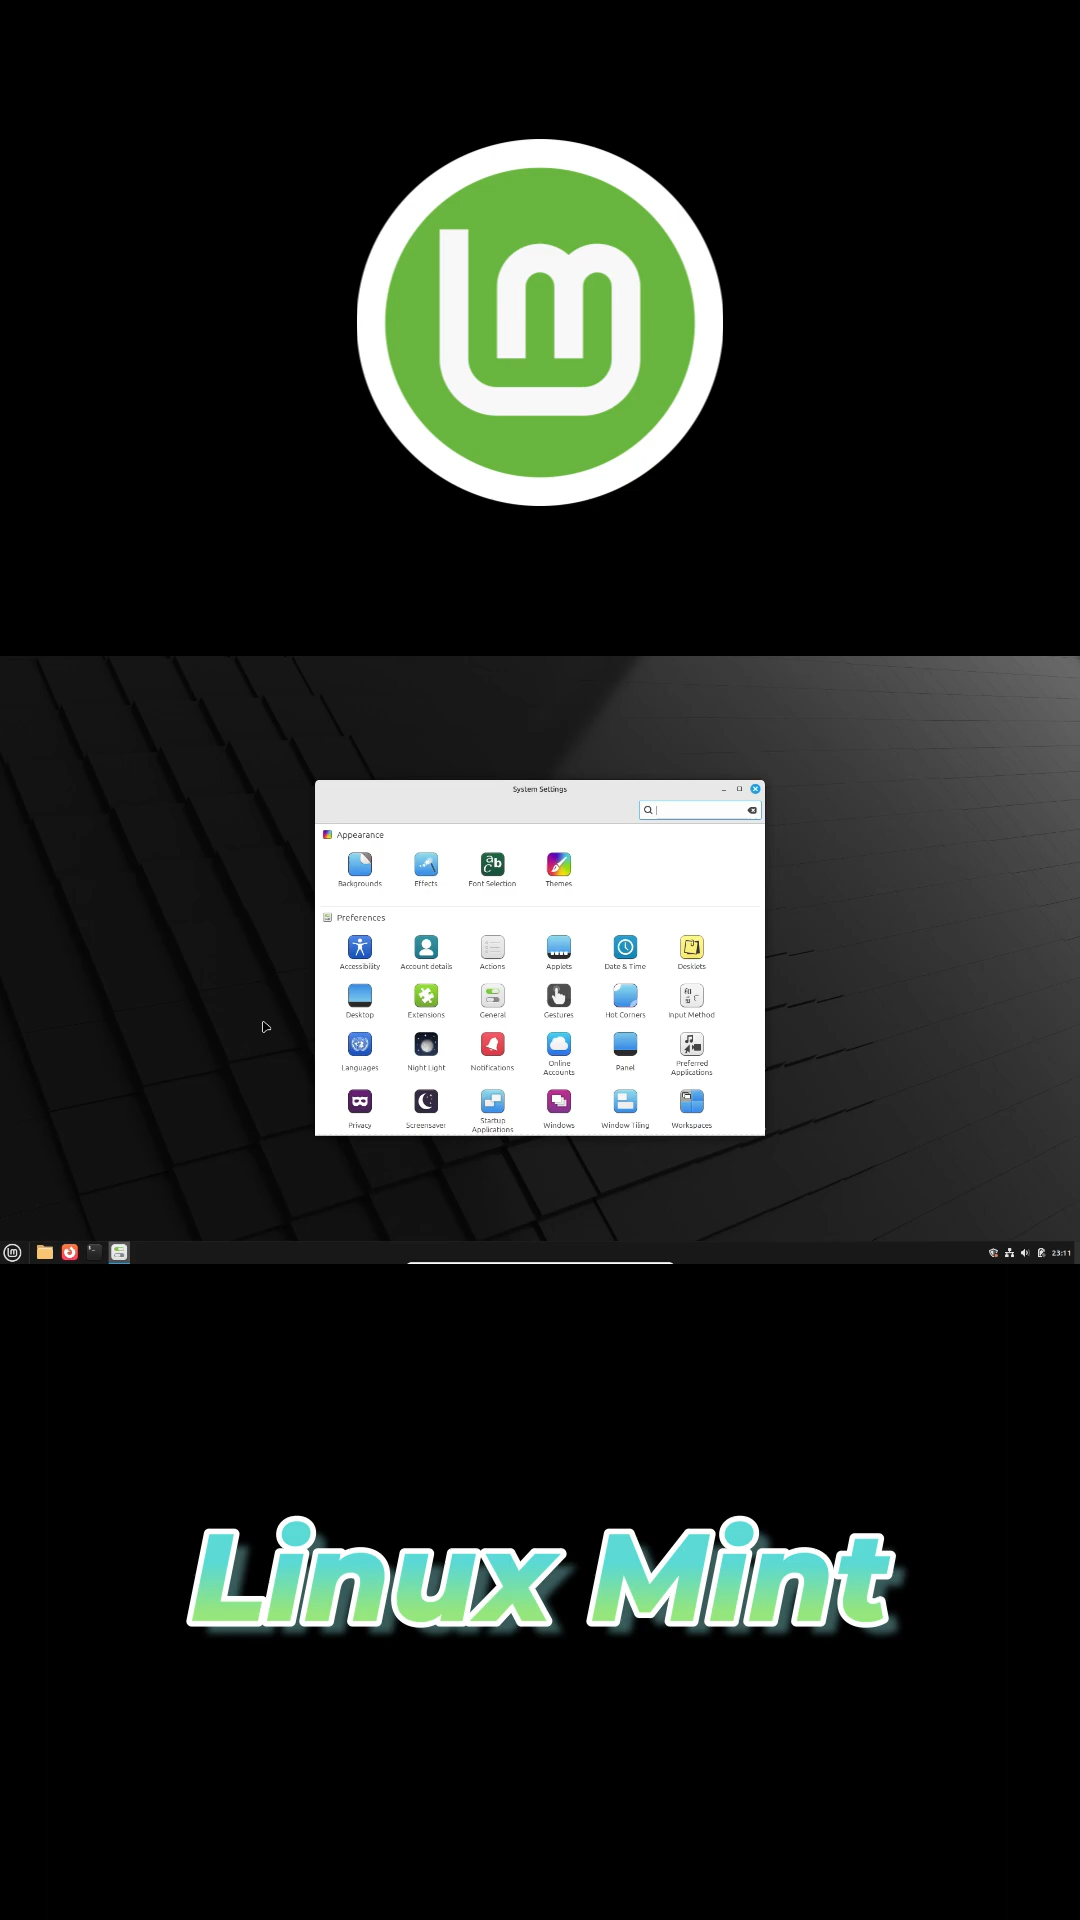 Lm
System Settings
Appearance
Backgrounds Effects Font Selection Themes
Preferences
Accessibility Account details Actions Applets Date & Time Desklets
Desktop Extensions General Gestures Hot Corners Input Method
Languages Night Light Notifications Online Accounts Panel Preferred Applications
Privacy Screensaver Startup Applications Windows Window Tiling Workspaces
23:11
Linux Mint